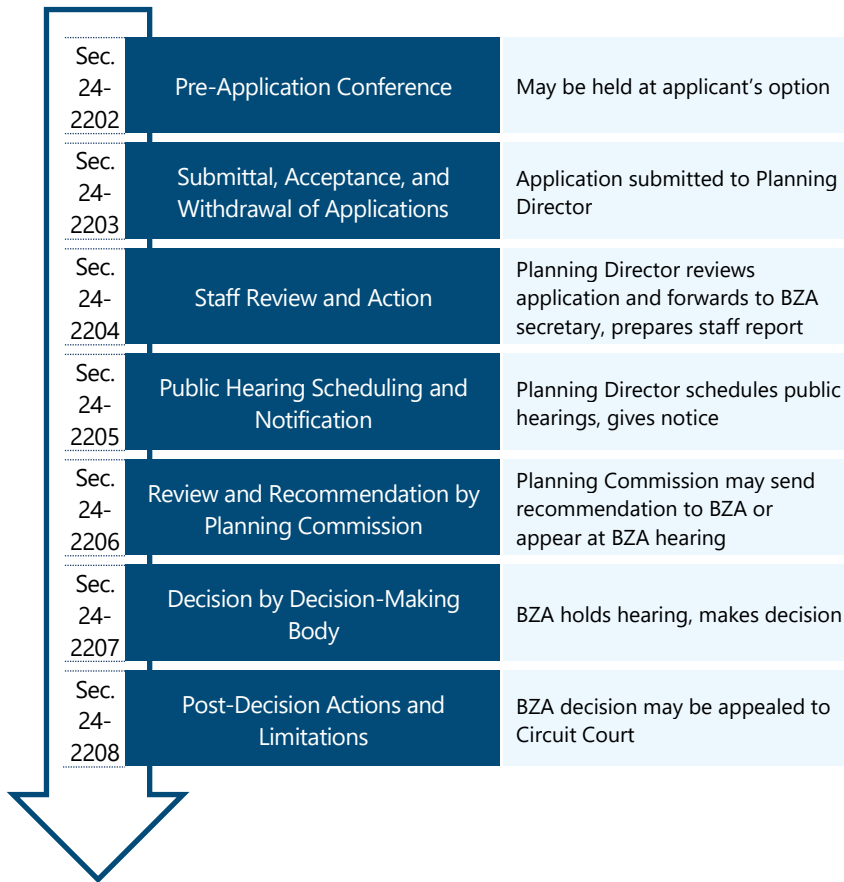 Sec.
24-
2202
Pre-Application Conference
May be held at applicant’s option
Sec.
24-
2203
Submittal, Acceptance, and
Withdrawal of Applications
Application submitted to Planning
Director
Sec.
24-
2204
Staff Review and Action
Planning Director reviews
application and forwards to BZA
secretary, prepares staff report
Sec.
24-
2205
Public Hearing Scheduling and
Notification
Planning Director schedules public
hearings, gives notice
Sec.
24-
2206
Review and Recommendation by
Planning Commission
Planning Commission may send
recommendation to BZA or
appear at BZA hearing
Sec.
24-
2207
Decision by Decision-Making
Body
BZA holds hearing, makes decision
Sec.
24-
2208
Post-Decision Actions and
Limitations
BZA decision may be appealed to
Circuit Court